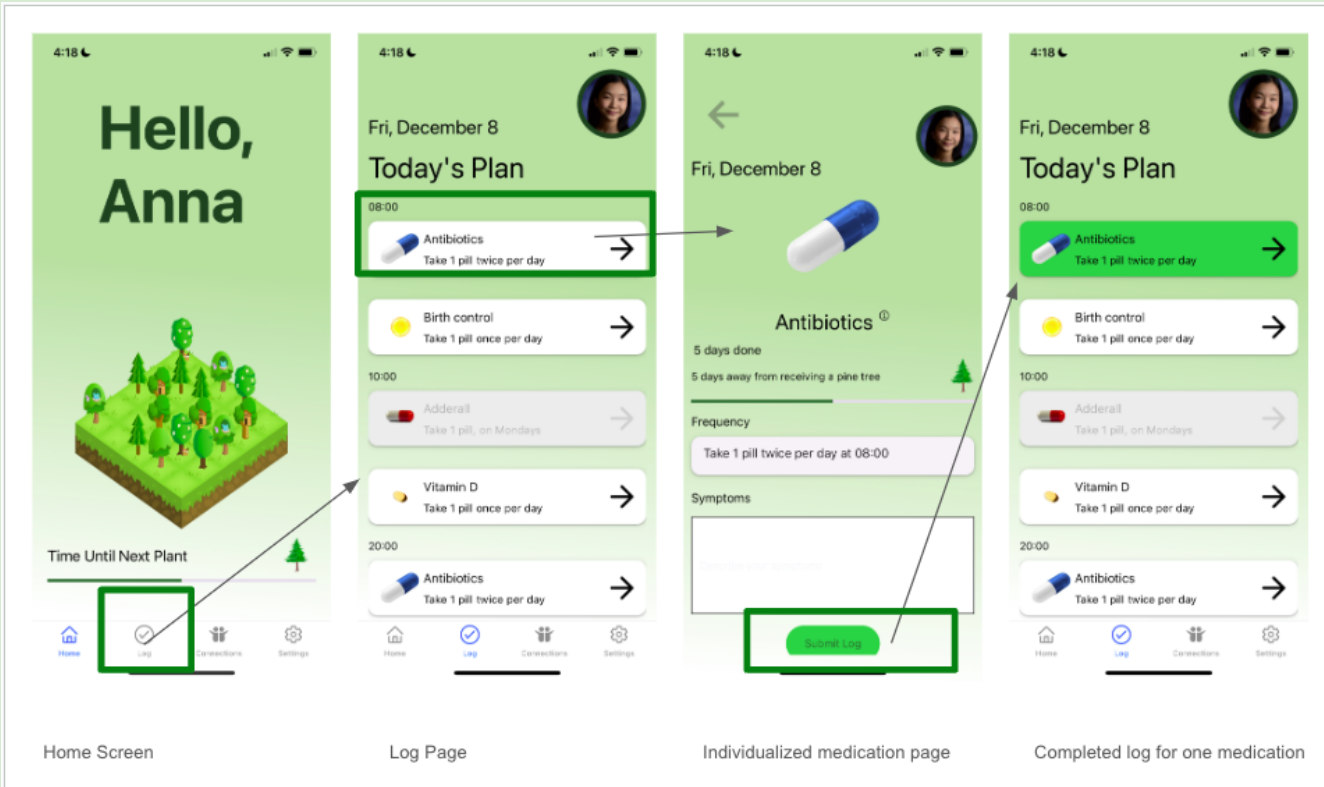 4:18
Hello,
Anna
Time Until Next Plant
Home
Log
Connections
Settings
Home Screen
4:18
Fri, December 8
Today's Plan
08:00
Antibiotics
Take 1 pill twice per day
Birth control
Take 1 pill once per day
10:00
Adderall
Take 1 pill, on Mondays
Vitamin D
Take 1 pill once per day
20:00
Antibiotics
Take 1 pill twice per day
Home
Log
Connections
Settings
Log Page
4:18
Fri, December 8
Antibiotics
5 days done
5 days away from receiving a pine tree
Frequency
Take 1 pill twice per day at 08:00
Symptoms
Submit Log
Individualized medication page
4:18
Fri, December 8
Today's Plan
08:00
Antibiotics
Take 1 pill twice per day
Birth control
Take 1 pill once per day
10:00
Adderall
Take 1 pill, on Mondays
Vitamin D
Take 1 pill once per day
20:00
Antibiotics
Take 1 pill twice per day
Home
Log
Connections
Settings
Completed log for one medication